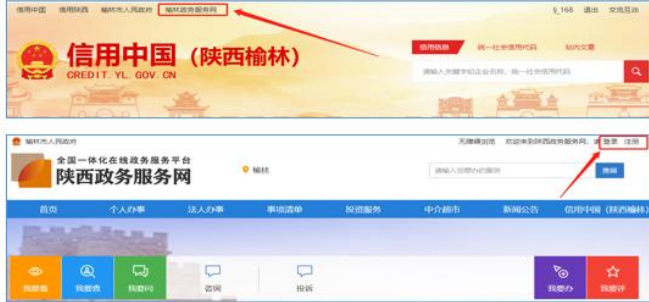 信用中国 信用陕西 榆林市人民政府 榆林政务服务网 lj_168 退出 交流互动
信用中国（陕西榆林）
CREDIT.YL.GOV.CN
信用信息 统一社会信用代码 站内文章
请输入关键字如企业名称、统一社会信用代码
榆林市人民政府 无障碍浏览 欢迎来到陕西政务服务网，请 登录 注册
全国一体化在线政务服务平台
陕西政务服务网
榆林
请输入您想办的服务 查询
首页 个人办事 法人办事 事项清单 投资服务 中介超市 新闻公告 信用中国（陕西榆林）
我要看 我要查 我要问 咨询 投诉 我要办 我要评